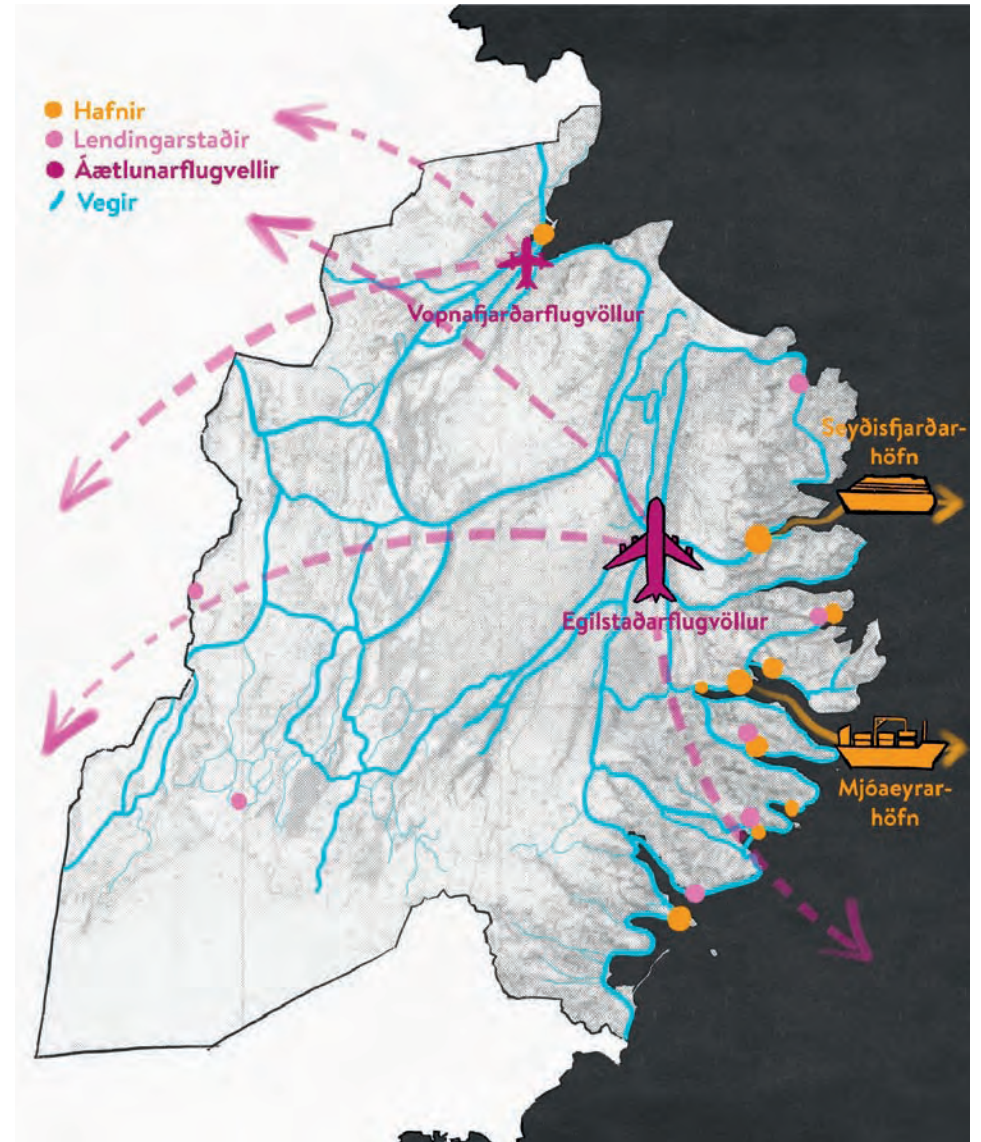 Hafnir
Lendingarstaðir
Áætlunarflugvellir
Vegir
Vopnafjarðarflugvöllur
Seyðisfjarðar-
höfn
Egilstaðarflugvöllur
Mjóaeyrar-
höfn